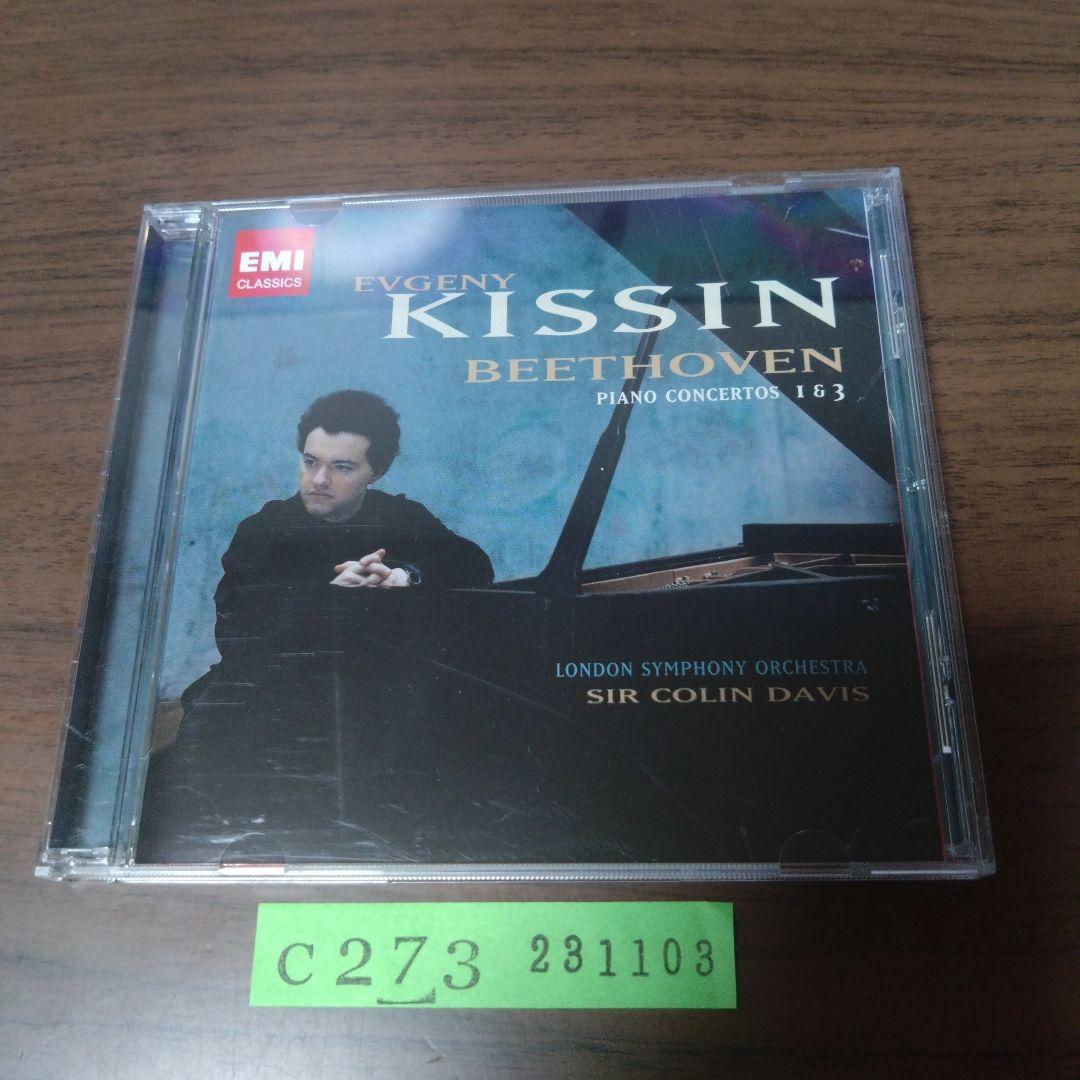 EMI
CLASSICS
EVGENY
KISSIN
BEETHOVEN
PIANO CONCERTOS 1 & 3
LONDON SYMPHONY ORCHESTRA
SIR COLIN DAVIS
C273 231103